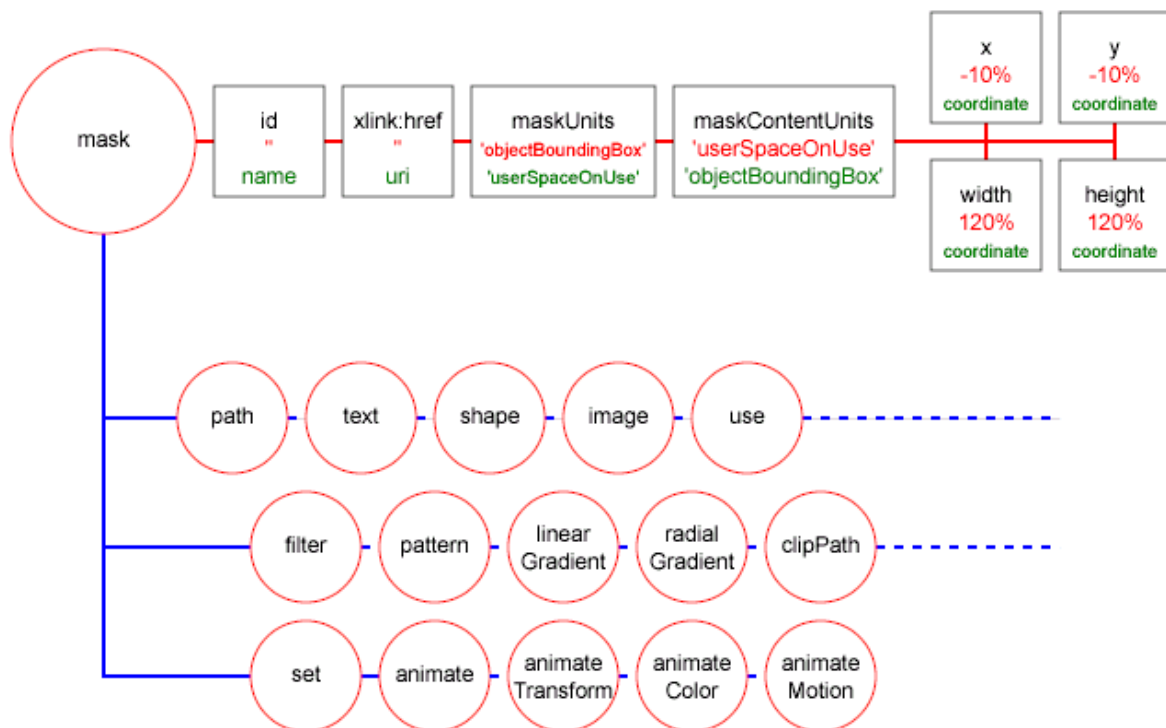 mask
id
"
name
xlink:href
"
uri
maskUnits
'objectBoundingBox'
'userSpaceOnUse'
maskContentUnits
'userSpaceOnUse'
'objectBoundingBox'
x
-10%
coordinate
y
-10%
coordinate
width
120%
coordinate
height
120%
coordinate
path
text
shape
image
use
filter
pattern
linear
Gradient
radial
Gradient
clipPath
set
animate
animate
Transform
animate
Color
animate
Motion